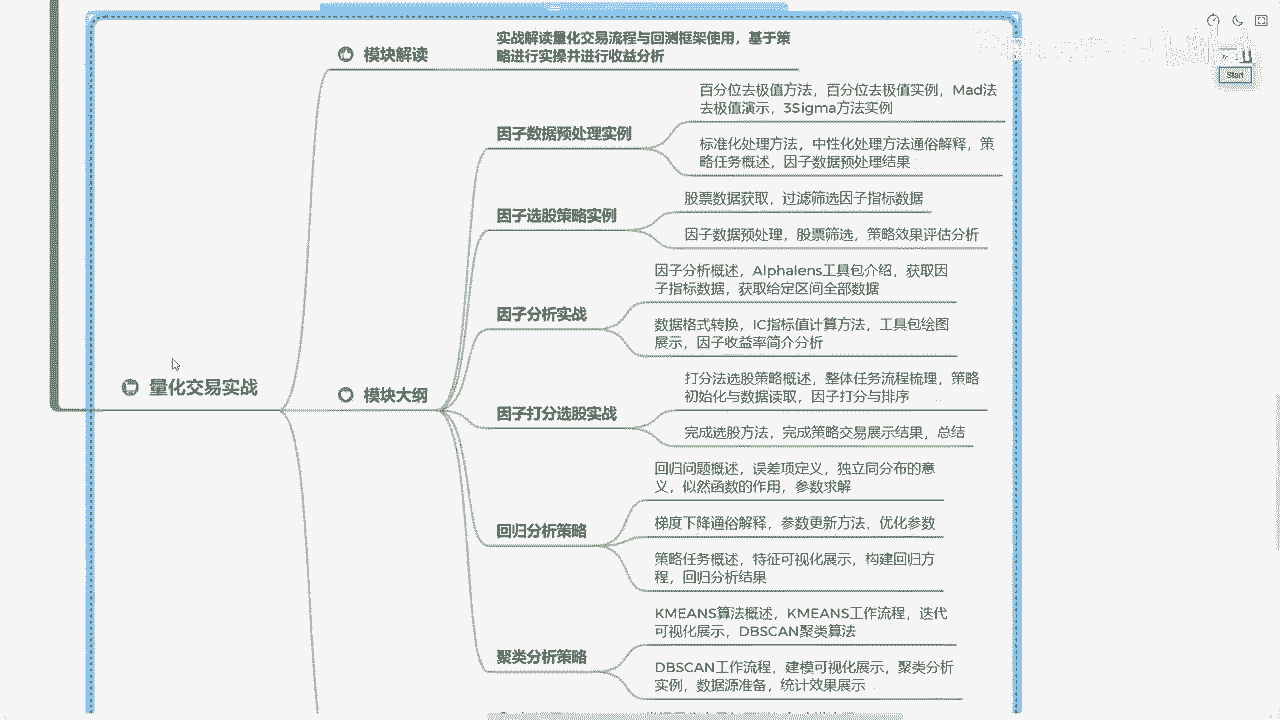 实战解读量化交易流程与回测框架使用，基于策
略进行实操并进行收益分析
模块解读
百分位去极值方法，百分位去极值实例，Mad法
去极值演示，3Sigma方法实例
因子数据预处理实例
标准化处理方法，中性化处理方法通俗解释，策
略任务概述，因子数据预处理结果
股票数据获取，过滤筛选因子指标数据
因子选股策略实例
因子数据预处理，股票筛选，策略效果评估分析
因子分析概述，Alphalens工具包介绍，获取因
子指标数据，获取给定区间全部数据
因子分析实战
数据格式转换，IC指标值计算方法，工具包绘图
展示，因子收益率简介分析
量化交易实战
模块大纲
打分法选股策略概述，整体任务流程梳理，策略
初始化与数据读取，因子打分与排序
因子打分选股实战
完成选股方法，完成策略交易展示结果，总结
回归问题概述，误差项定义，独立同分布的意
义，似然函数的作用，参数求解
回归分析策略
梯度下降通俗解释，参数更新方法，优化参数
策略任务概述，特征可视化展示，构建回归方
程，回归分析结果
KMEANS算法概述，KMEANS工作流程，迭代
可视化展示，DBSCAN聚类算法
聚类分析策略
DBSCAN工作流程，建模可视化展示，聚类分析
实例，数据源准备，统计效果展示
Start